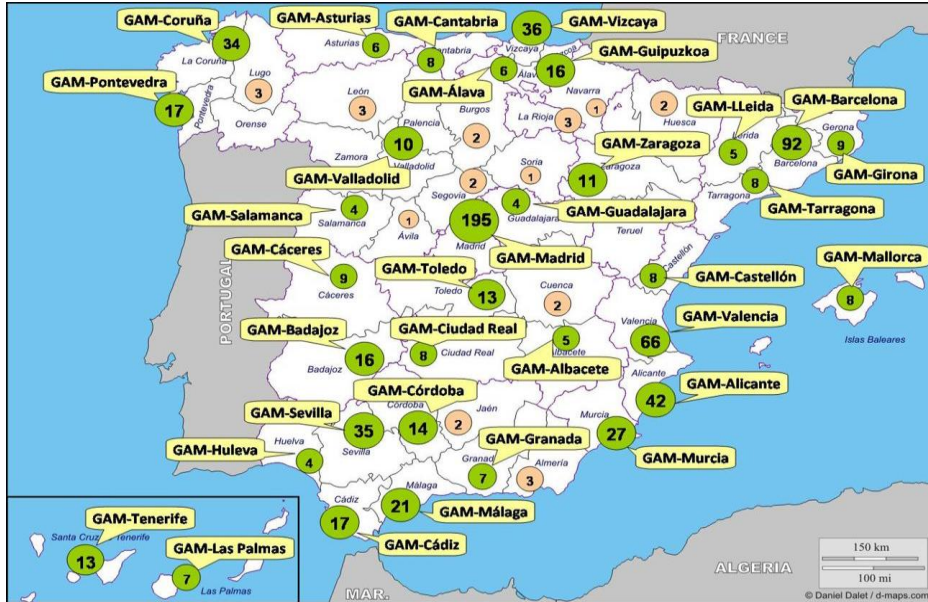 GAM-Coruña
34
La Coruña
GAM-Asturias
Asturias
6
GAM-Cantabria
Cantabria
8
36
GAM-Vizcaya
Vizcaya
FRANCE
GAM-Guipuzkoa
16
GAM-Álava
6
Álava
GAM-Pontevedra
17
Pontevedra
Lugo
3
Orense
León
3
Palencia
Burgos
2
La Rioja
3
Navarra
1
2
Huesca
GAM-LLeida
Lérida
5
GAM-Barcelona
92
Barcelona
Gerona
9
GAM-Girona
10
Zamora
Valladolid
GAM-Valladolid
Soria
1
GAM-Zaragoza
Zaragoza
11
8
Tarragona
GAM-Tarragona
2
Segovia
GAM-Salamanca
4
Salamanca
1
Ávila
4
Guadalajara
GAM-Guadalajara
Teruel
195
Madrid
GAM-Madrid
GAM-Cáceres
9
Cáceres
GAM-Toledo
Toledo
13
Cuenca
2
8
Castellón
GAM-Castellón
GAM-Mallorca
8
Islas Baleares
PORTUGAL
GAM-Badajoz
16
Badajoz
GAM-Ciudad Real
8
Ciudad Real
5
Albacete
GAM-Albacete
Valencia
66
GAM-Valencia
Alicante
42
GAM-Alicante
GAM-Córdoba
Córdoba
14
Jaén
2
Murcia
27
GAM-Murcia
GAM-Sevilla
35
Sevilla
GAM-Huleva
Huelva
4
GAM-Granada
Granad
7
Almería
3
Málaga
21
GAM-Málaga
Cádiz
17
GAM-Cádiz
GAM-Tenerife
Santa Cruz
Tenerife
13
GAM-Las Palmas
7
Las Palmas
MAR.
ALGERIA
150 km
100 mi
© Daniel Dalet / d-maps.com